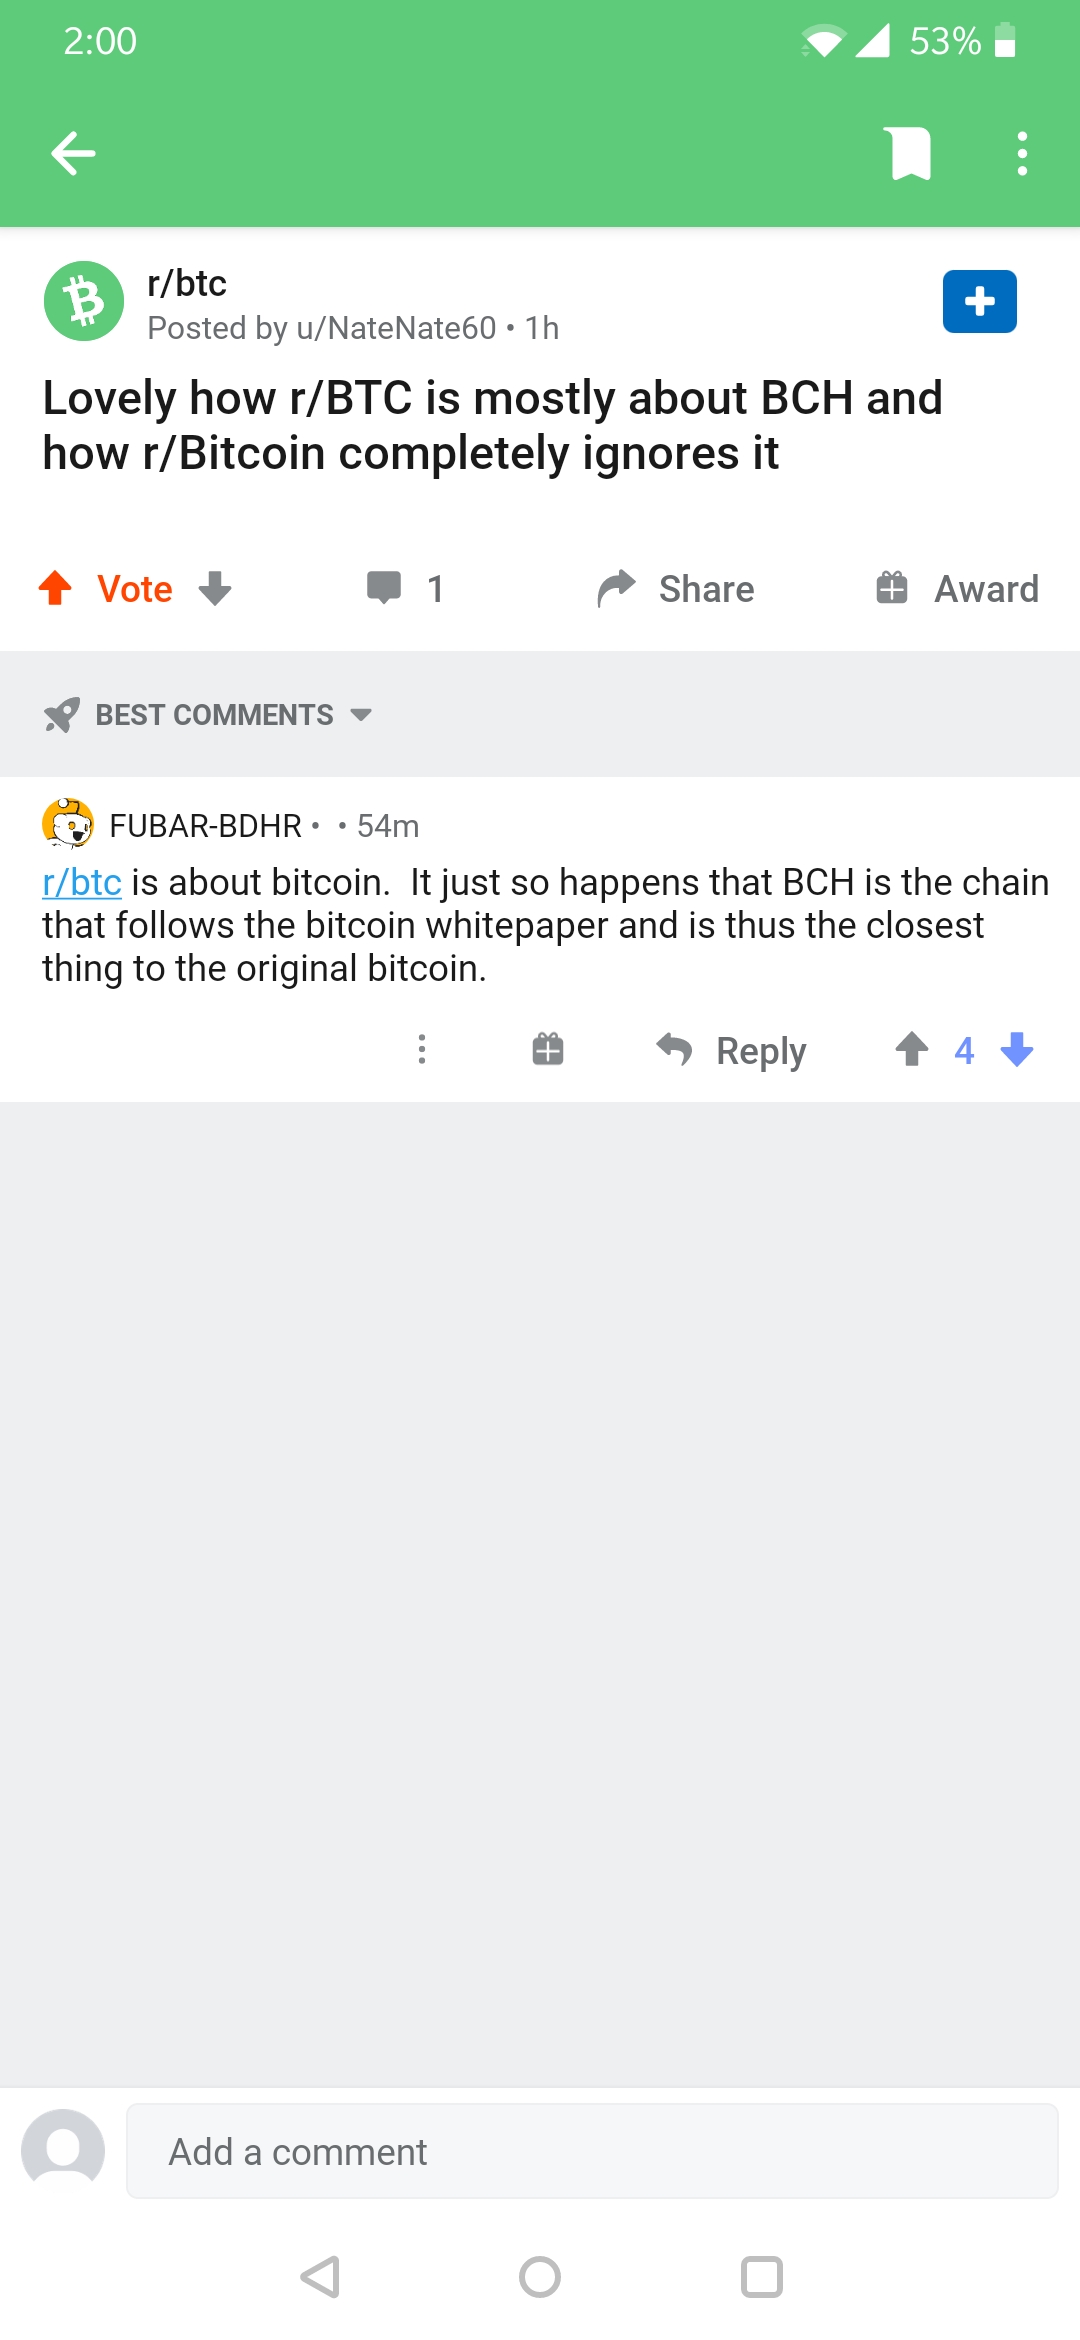 2:00
53%
r/btc
Posted by u/NateNate60 • 1h
Lovely how r/BTC is mostly about BCH and
how r/Bitcoin completely ignores it
Vote
1
Share
Award
BEST COMMENTS
FUBAR-BDHR • • 54m
r/btc is about bitcoin.  It just so happens that BCH is the chain
that follows the bitcoin whitepaper and is thus the closest
thing to the original bitcoin.
Reply
4
Add a comment